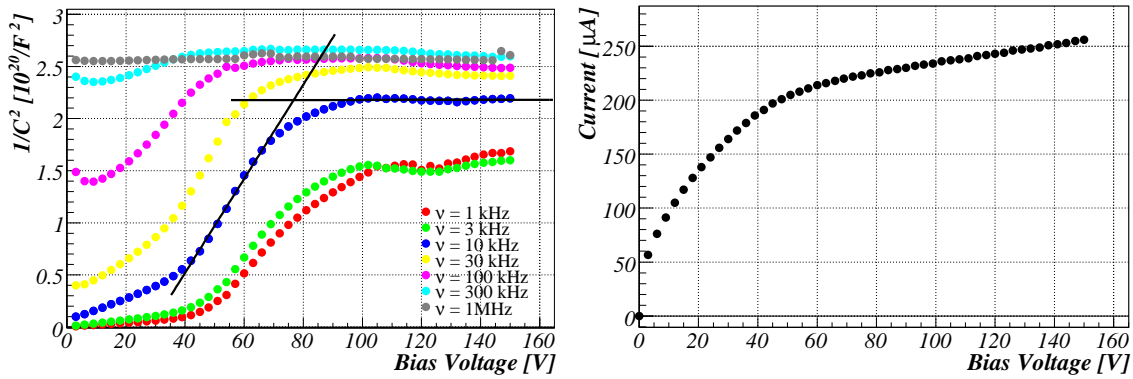 1/C² [10²⁰/F²]
3
2.5
2
1.5
1
0.5
0
0 20 40 60 80 100 120 140 160
Bias Voltage [V]
ν = 1 kHz
ν = 3 kHz
ν = 10 kHz
ν = 30 kHz
ν = 100 kHz
ν = 300 kHz
ν = 1MHz
Current [ μA]
250
200
150
100
50
0
0 20 40 60 80 100 120 140 160
Bias Voltage [V]